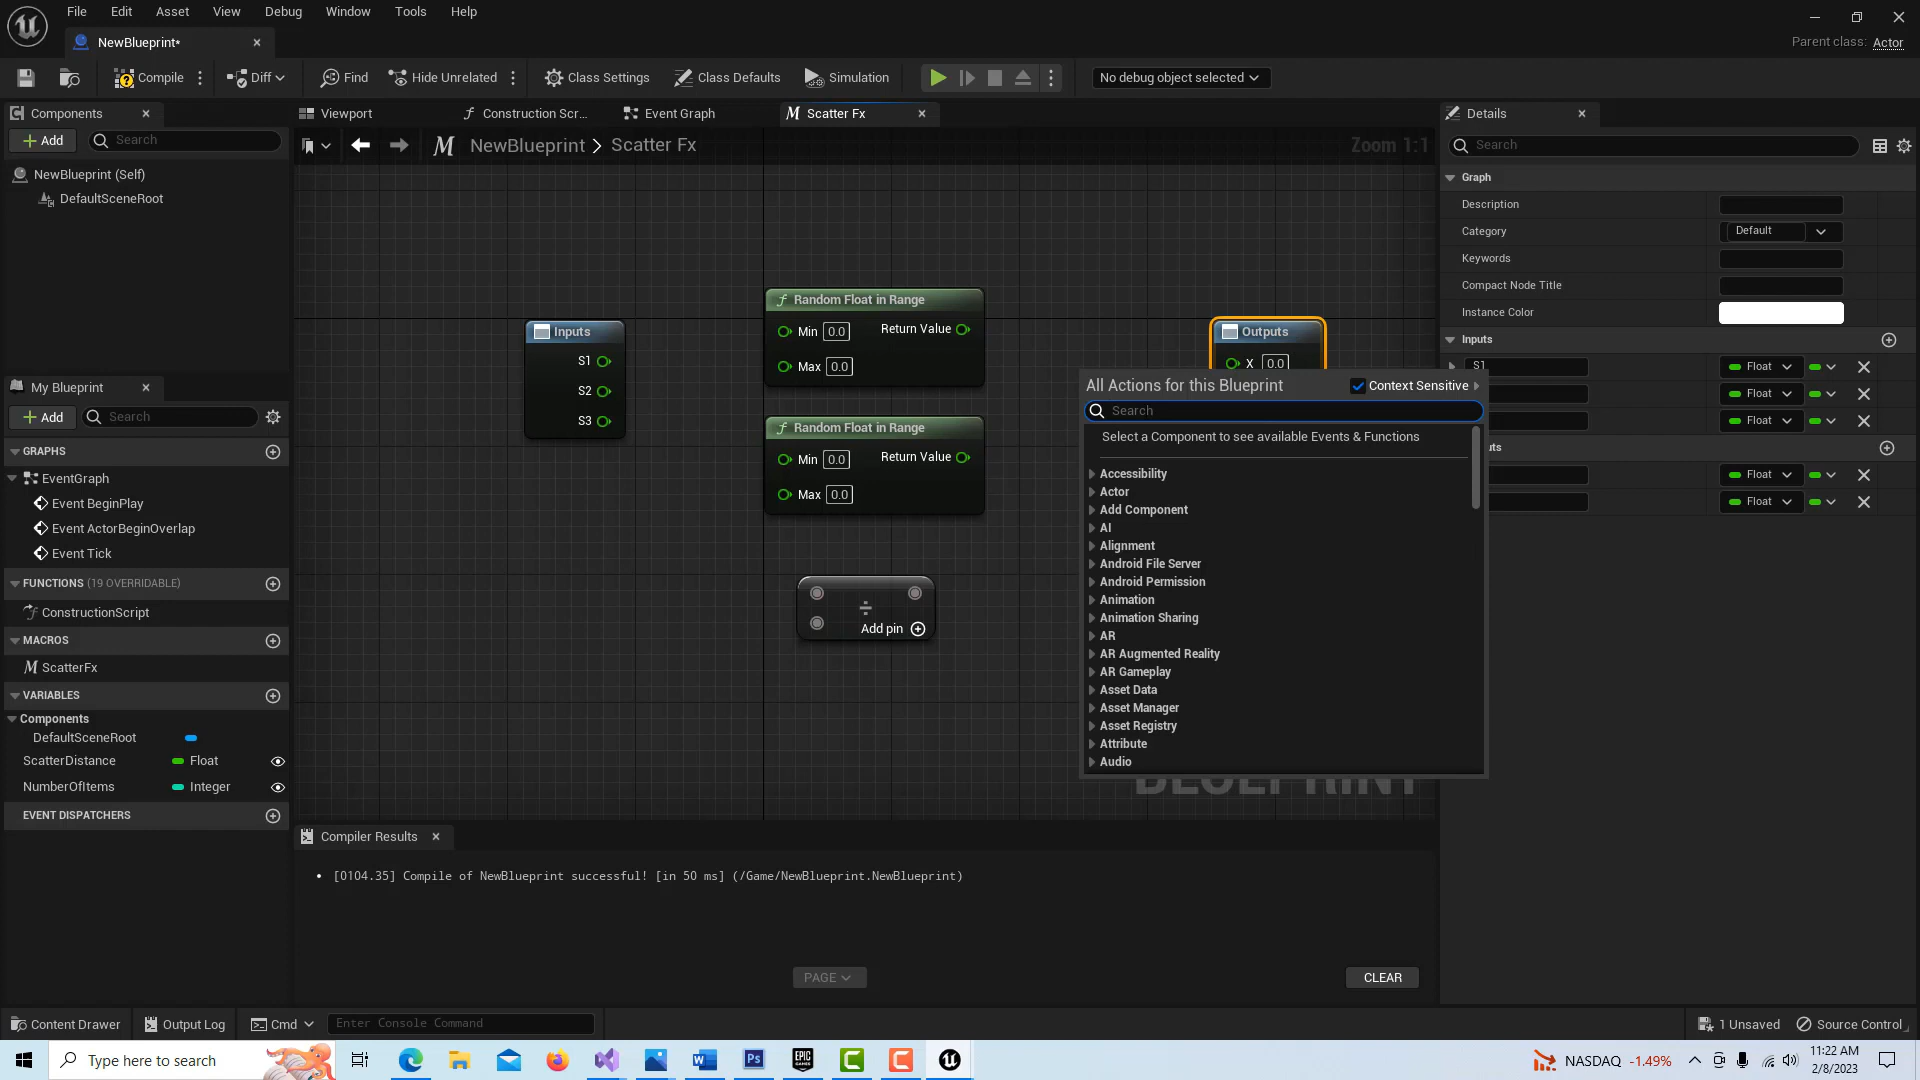 File Edit Asset View Debug Window Tools Help
NewBlueprint*
Parent class: Actor
Compile Diff Find Hide Unrelated Class Settings Class Defaults Simulation No debug object selected
Components
Viewport Construction Scr... Event Graph Scatter Fx
Details
Add Search
NewBlueprint > Scatter Fx
Zoom 1:1
Search
NewBlueprint (Self)
DefaultSceneRoot
Graph
Description
Category Default
Keywords
Compact Node Title
Instance Color
Inputs
S1 Float
Float
Float
Float
Float
Random Float in Range
Min 0.0 Return Value
Max 0.0
Inputs
S1
S2
S3
Random Float in Range
Min 0.0 Return Value
Max 0.0
÷
Add pin
Outputs
X 0.0
All Actions for this Blueprint Context Sensitive
Search
Select a Component to see available Events & Functions
Accessibility
Actor
Add Component
AI
Alignment
Android File Server
Android Permission
Animation
Animation Sharing
AR
AR Augmented Reality
AR Gameplay
Asset Data
Asset Manager
Asset Registry
Attribute
Audio
My Blueprint
Add Search
GRAPHS
EventGraph
Event BeginPlay
Event ActorBeginOverlap
Event Tick
FUNCTIONS (19 OVERRIDABLE)
ConstructionScript
MACROS
ScatterFx
VARIABLES
Components
DefaultSceneRoot
ScatterDistance Float
NumberOfItems Integer
EVENT DISPATCHERS
Compiler Results
[0104.35] Compile of NewBlueprint successful! [in 50 ms] (/Game/NewBlueprint.NewBlueprint)
PAGE
CLEAR
Content Drawer Output Log Cmd Enter Console Command
1 Unsaved Source Control
Type here to search
NASDAQ -1.49%
11:22 AM
2/8/2023